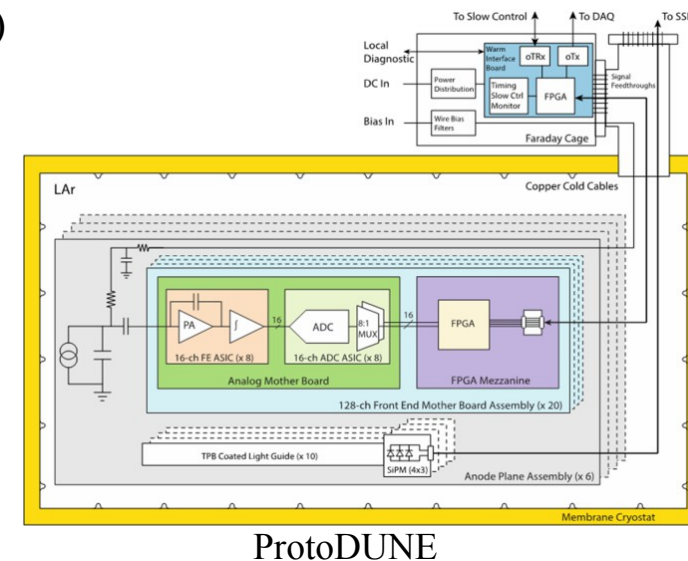 )
To Slow Control
To DAQ
To SS
Local
Diagnostic
Warm
Interface
Board
oTRx
oTx
DC In
Power
Distribution
Timing
Slow Ctrl
Monitor
FPGA
Signal
Feedthroughs
Bias In
Wire Bias
Filters
Faraday Cage
LAr
Copper Cold Cables
PA
∫
16
ADC
8:1
MUX
16
FPGA
16-ch FE ASIC (x 8)
16-ch ADC ASIC (x 8)
Analog Mother Board
FPGA Mezzanine
128-ch Front End Mother Board Assembly (x 20)
TPB Coated Light Guide (x 10)
SiPM (4x3)
Anode Plane Assembly (x 6)
Membrane Cryostat
ProtoDUNE